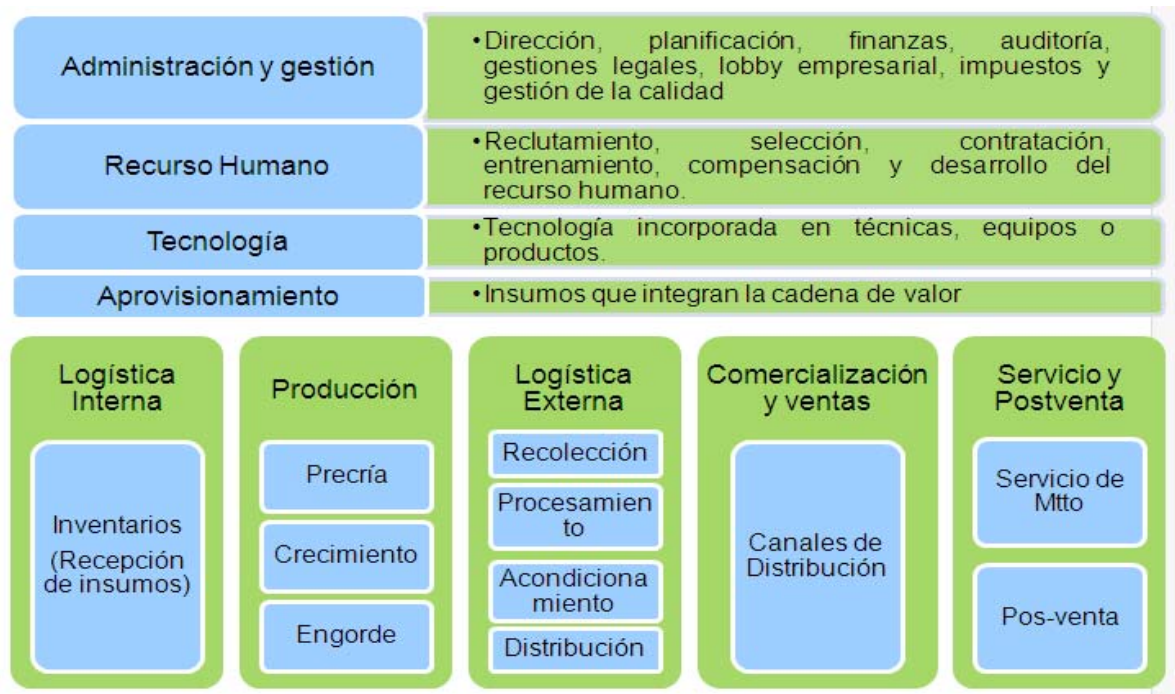 Administración y gestión
•Dirección, planificación, finanzas, auditoría,
gestiones legales, lobby empresarial, impuestos y
gestión de la calidad
Recurso Humano
•Reclutamiento, selección, contratación,
entrenamiento, compensación y desarrollo del
recurso humano.
Tecnología
•Tecnología incorporada en técnicas, equipos o
productos.
Aprovisionamiento
•Insumos que integran la cadena de valor
Logística
Interna
Inventarios
(Recepción
de insumos)
Producción
Precría
Crecimiento
Engorde
Logística
Externa
Recolección
Procesamien
to
Acondiciona
miento
Distribución
Comercialización
y ventas
Canales de
Distribución
Servicio y
Postventa
Servicio de
Mtto
Pos-venta